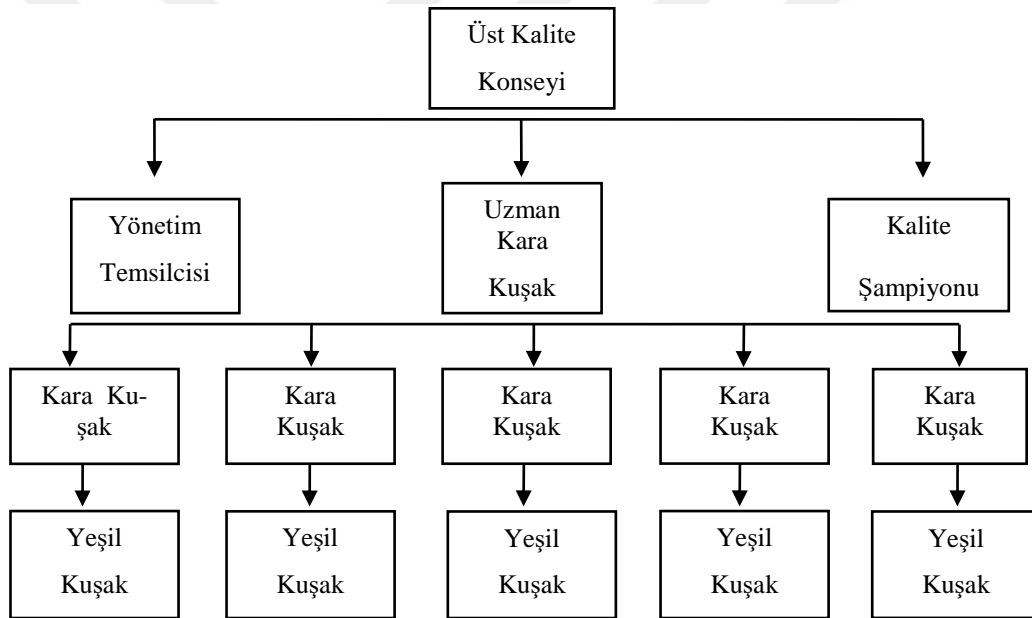 Üst Kalite
Konseyi
Yönetim
Temsilcisi
Uzman
Kara
Kuşak
Kalite
Şampiyonu
Kara Ku-
şak
Kara
Kuşak
Kara
Kuşak
Kara
Kuşak
Kara
Kuşak
Yeşil
Kuşak
Yeşil
Kuşak
Yeşil
Kuşak
Yeşil
Kuşak
Yeşil
Kuşak